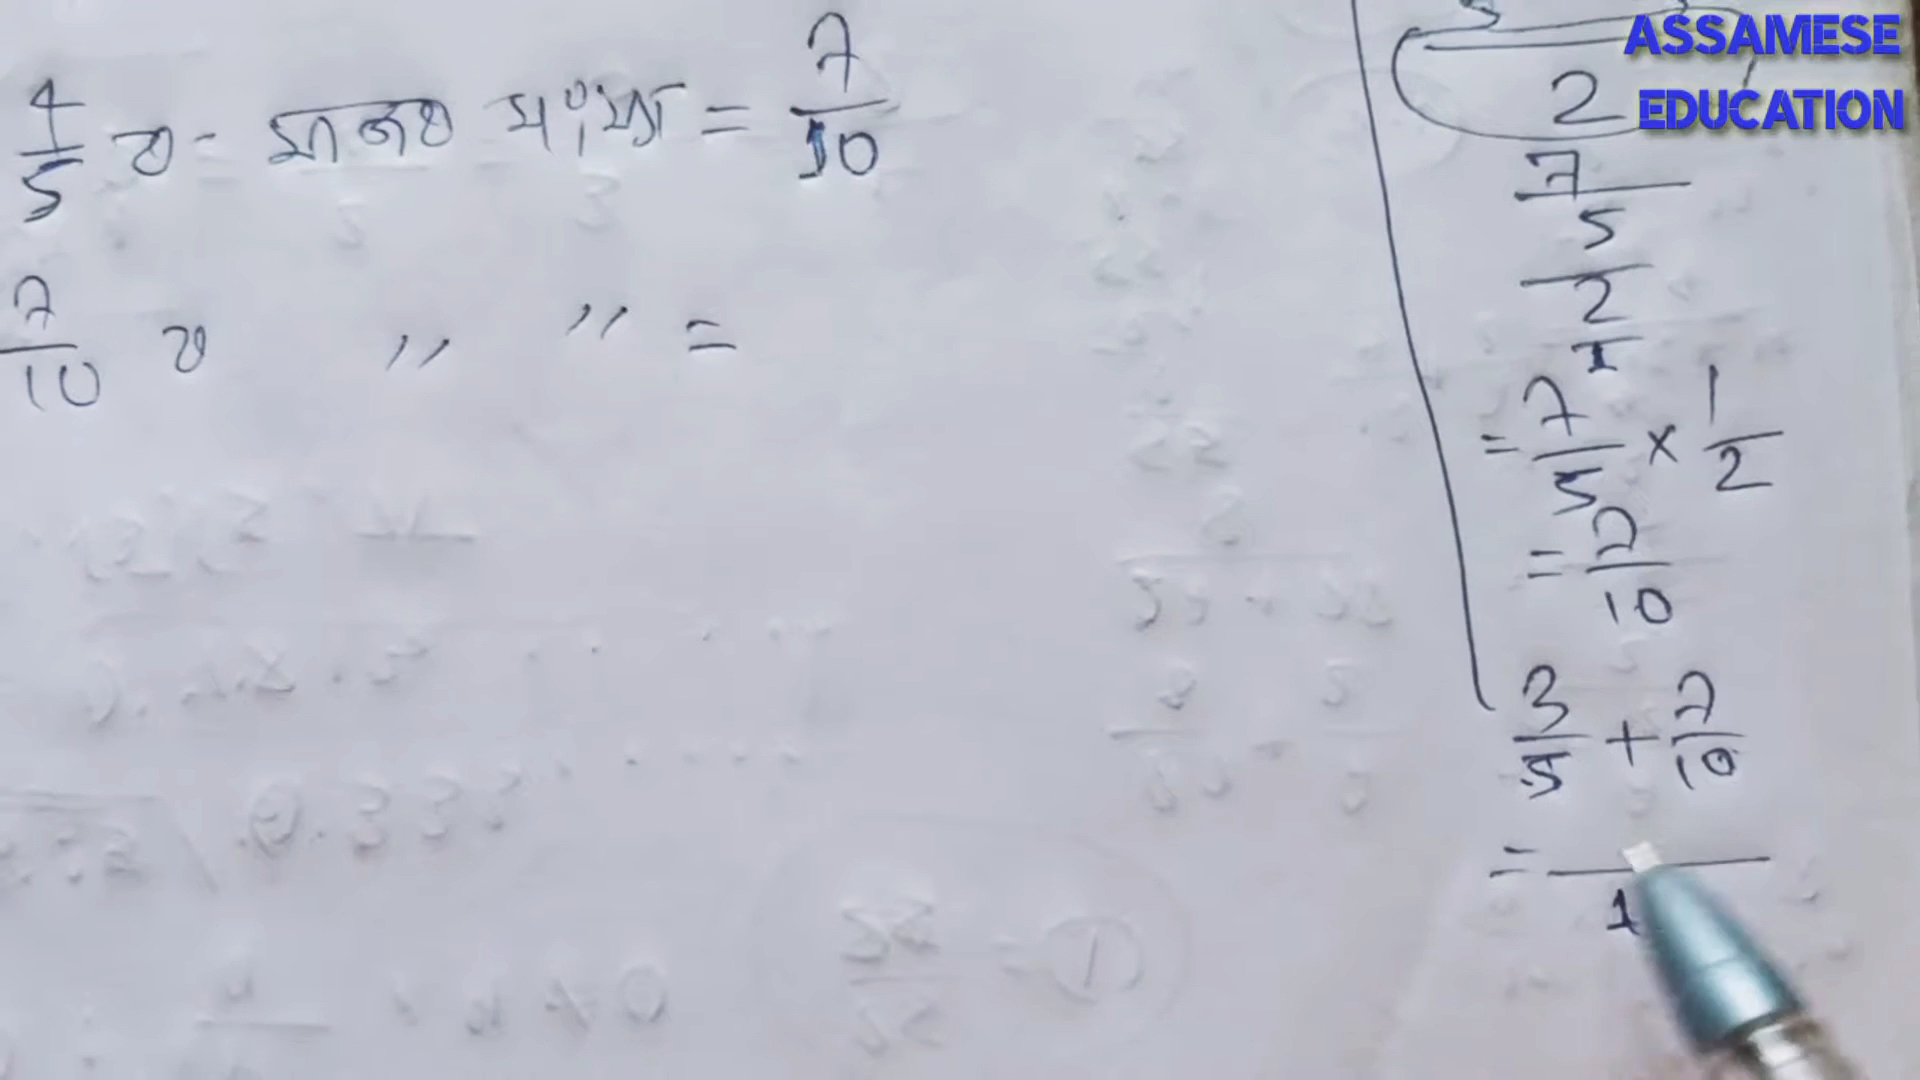 4/5 ৰ- মাজৰ সংখ্যা = 7/10
7/10 ৰ ,, ,, =
ASSAMESE
EDUCATION
2
7/5
2/1
= 7/5 × 1/2
= 7/10
3/5 + 7/10
=
1